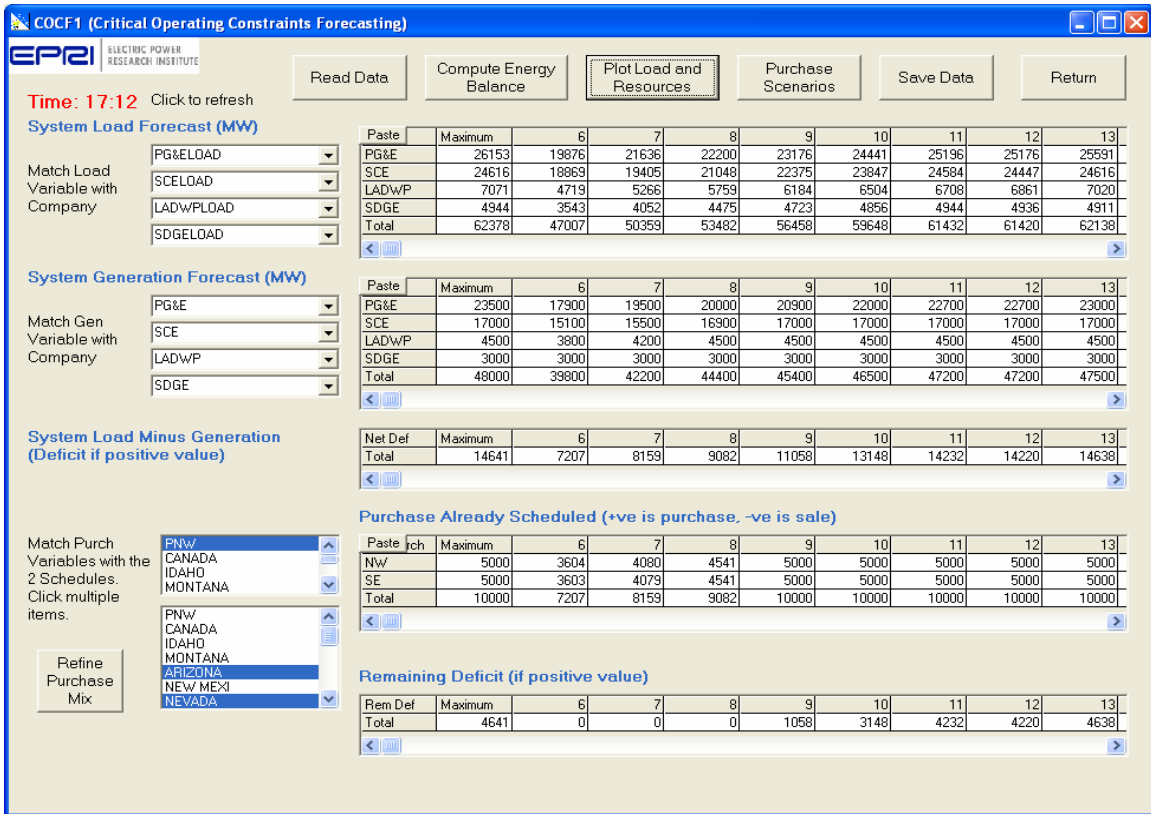 COCF1 (Critical Operating Constraints Forecasting)
EPRI ELECTRIC POWER RESEARCH INSTITUTE
Read Data
Compute Energy Balance
Plot Load and Resources
Purchase Scenarios
Save Data
Return
Time: 17:12 Click to refresh
System Load Forecast (MW)
Match Load Variable with Company
PG&ELOAD
SCELOAD
LADWPLOAD
SDGELOAD
Paste Maximum 6 7 8 9 10 11 12 13
PG&E 26153 19876 21636 22200 23176 24441 25196 25176 25591
SCE 24616 18869 19405 21048 22375 23847 24584 24447 24616
LADWP 7071 4719 5266 5759 6184 6504 6708 6861 7020
SDGE 4944 3543 4052 4475 4723 4856 4944 4936 4911
Total 62378 47007 50359 53482 56458 59648 61432 61420 62138
System Generation Forecast (MW)
Match Gen Variable with Company
PG&E
SCE
LADWP
SDGE
Paste Maximum 6 7 8 9 10 11 12 13
PG&E 23500 17900 19500 20000 20900 22000 22700 22700 23000
SCE 17000 15100 15500 16900 17000 17000 17000 17000 17000
LADWP 4500 3800 4200 4500 4500 4500 4500 4500 4500
SDGE 3000 3000 3000 3000 3000 3000 3000 3000 3000
Total 48000 39800 42200 44400 45400 46500 47200 47200 47500
System Load Minus Generation
(Deficit if positive value)
Net Def Maximum 6 7 8 9 10 11 12 13
Total 14641 7207 8159 9082 11058 13148 14232 14220 14638
Purchase Already Scheduled (+ve is purchase, -ve is sale)
Match Purch Variables with the 2 Schedules. Click multiple items.
PNW
CANADA
IDAHO
MONTANA
PNW
CANADA
IDAHO
MONTANA
ARIZONA
NEW MEXI
NEVADA
Refine Purchase Mix
Paste rch Maximum 6 7 8 9 10 11 12 13
NW 5000 3604 4080 4541 5000 5000 5000 5000 5000
SE 5000 3603 4079 4541 5000 5000 5000 5000 5000
Total 10000 7207 8159 9082 10000 10000 10000 10000 10000
Remaining Deficit (if positive value)
Rem Def Maximum 6 7 8 9 10 11 12 13
Total 4641 0 0 0 1058 3148 4232 4220 4638